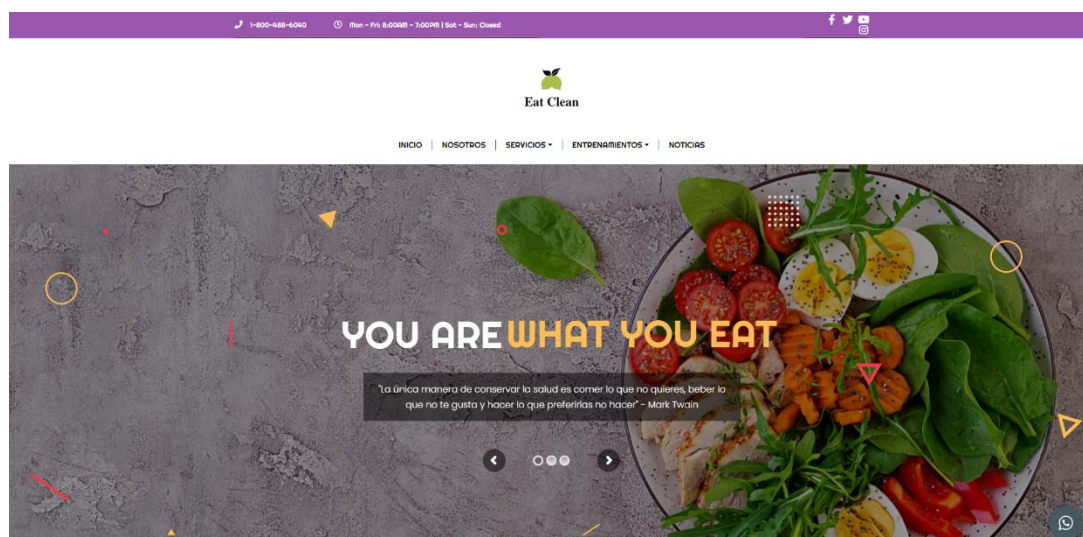 1-800-488-6040
Mon - Fri: 8:00AM - 7:00PM | Sat - Sun: Closed
Eat Clean
INICIO | NOSOTROS | SERVICIOS | ENTRENAMIENTOS | NOTICIAS
YOU ARE WHAT YOU EAT
"La única manera de conservar la salud es comer lo que no quieres, beber lo
que no te gusta y hacer lo que preferirías no hacer" - Mark Twain